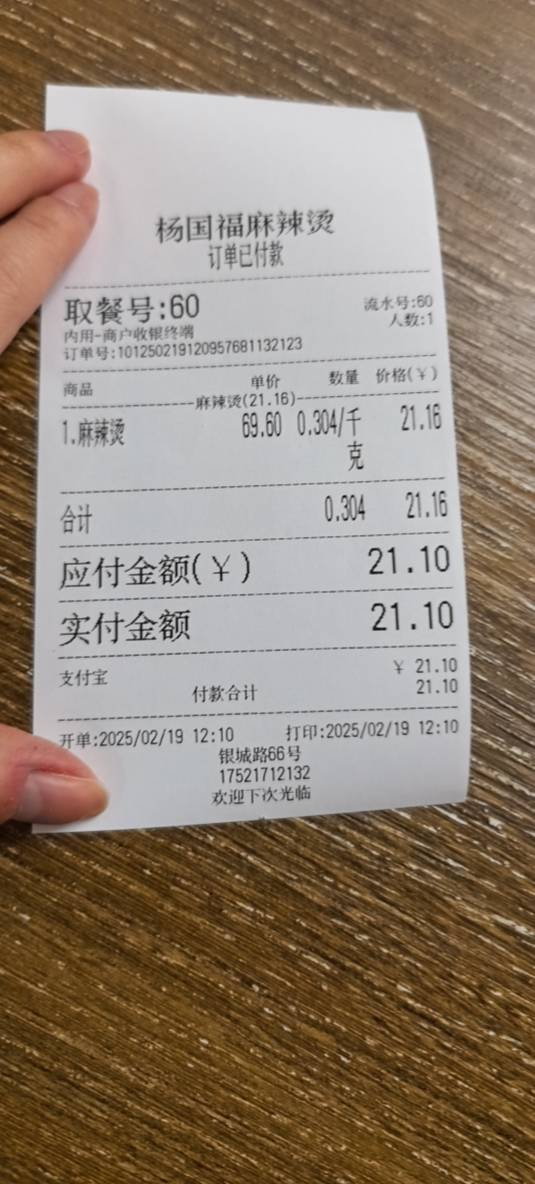 杨国福麻辣烫
订单已付款
取餐号:60 流水号:60
内用-商户收银终端 人数:1
订单号:101250219120957681132123
商品 单价 数量 价格(¥)
麻辣烫(21.16)
1.麻辣烫 69.60 0.304/千 21.16
克
合计 0.304 21.16
应付金额(¥) 21.10
实付金额 21.10
支付宝 ¥ 21.10
付款合计 21.10
开单:2025/02/19 12:10 打印:2025/02/19 12:10
银城路66号
17521712132
欢迎下次光临